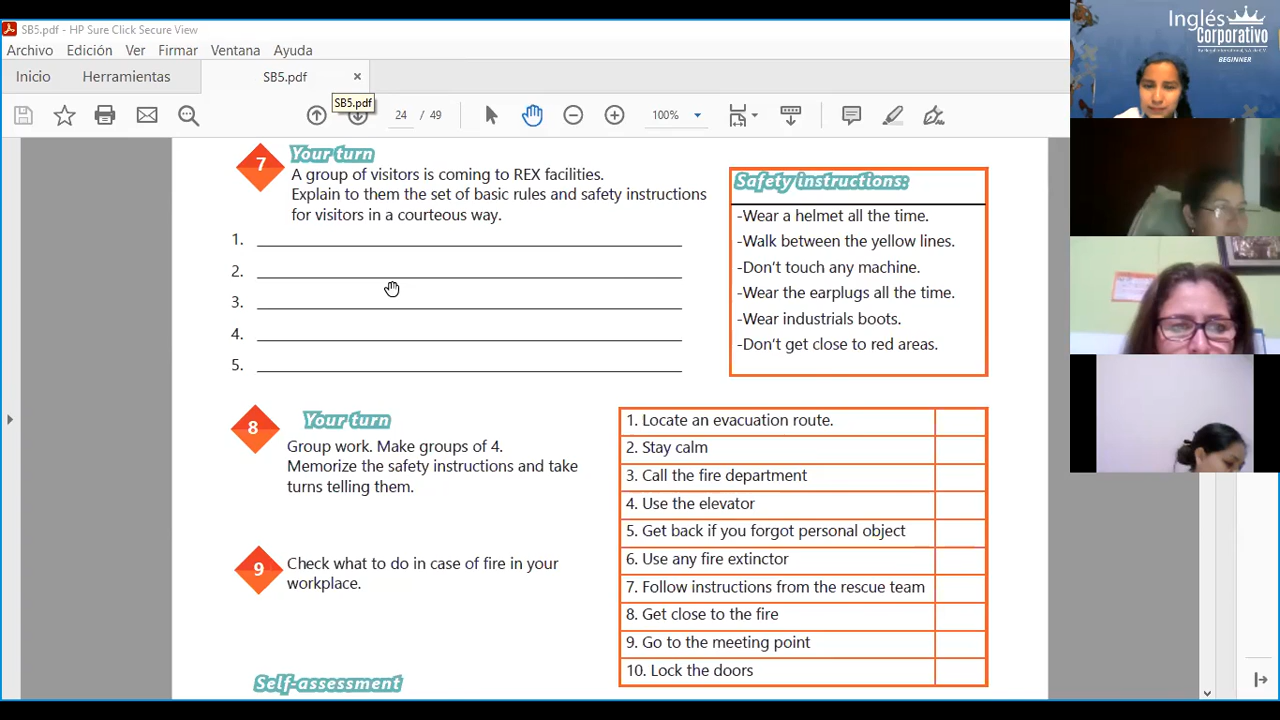 SB5.pdf - HP Sure Click Secure View
Archivo Edición Ver Firmar Ventana Ayuda
Inicio Herramientas SB5.pdf ×
SB5.pdf
24 / 49 100%
7 Your turn
A group of visitors is coming to REX facilities.
Explain to them the set of basic rules and safety instructions
for visitors in a courteous way.
1.
2.
3.
4.
5.
Safety instructions:
-Wear a helmet all the time.
-Walk between the yellow lines.
-Don't touch any machine.
-Wear the earplugs all the time.
-Wear industrials boots.
-Don't get close to red areas.
8 Your turn
Group work. Make groups of 4.
Memorize the safety instructions and take
turns telling them.
9 Check what to do in case of fire in your
workplace.
1. Locate an evacuation route.
2. Stay calm
3. Call the fire department
4. Use the elevator
5. Get back if you forgot personal object
6. Use any fire extinctor
7. Follow instructions from the rescue team
8. Get close to the fire
9. Go to the meeting point
10. Lock the doors
Self-assessment
Inglés
Corporativo
BEGINNER